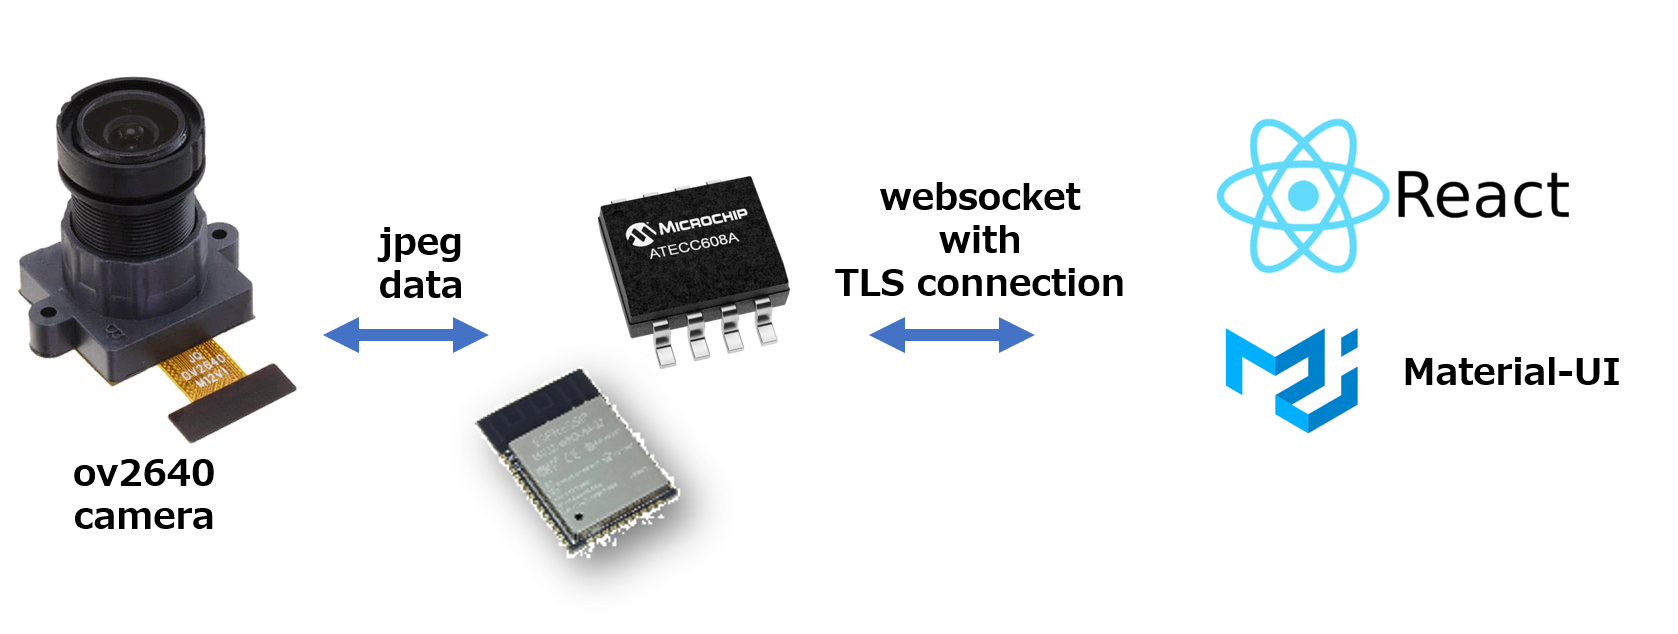 jpeg
data
MICROCHIP
ATECC608A
websocket
with
TLS connection
React
Material-UI
JQ
OV2640
M12V1
ov2640
camera